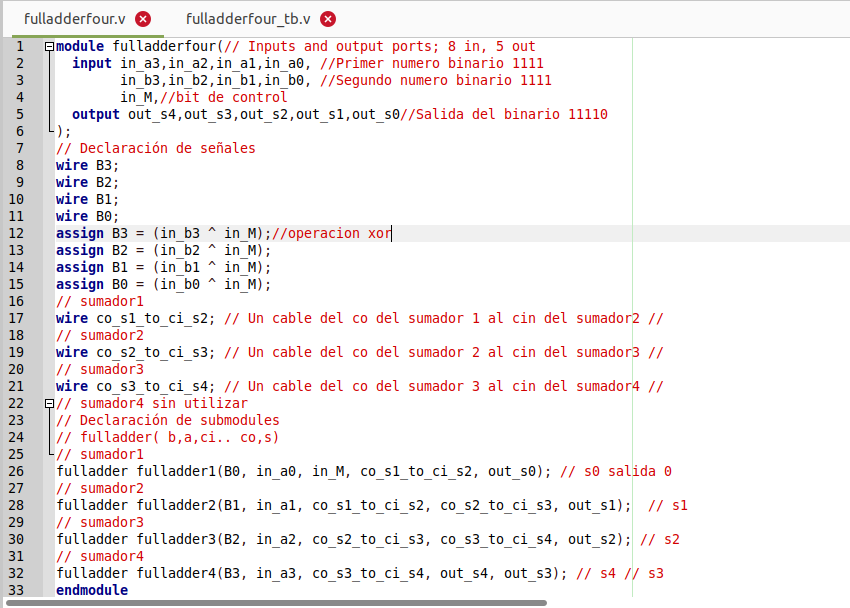 fulladderfour.v fulladderfour_tb.v
1 module fulladderfour(// Inputs and output ports; 8 in, 5 out
2 input in_a3,in_a2,in_a1,in_a0, //Primer numero binario 1111
3 in_b3,in_b2,in_b1,in_b0, //Segundo numero binario 1111
4 in_M,//bit de control
5 output out_s4,out_s3,out_s2,out_s1,out_s0//Salida del binario 11110
6 );
7 // Declaración de señales
8 wire B3;
9 wire B2;
10 wire B1;
11 wire B0;
12 assign B3 = (in_b3 ^ in_M);//operacion xor
13 assign B2 = (in_b2 ^ in_M);
14 assign B1 = (in_b1 ^ in_M);
15 assign B0 = (in_b0 ^ in_M);
16 // sumador1
17 wire co_s1_to_ci_s2; // Un cable del co del sumador 1 al cin del sumador2 //
18 // sumador2
19 wire co_s2_to_ci_s3; // Un cable del co del sumador 2 al cin del sumador3 //
20 // sumador3
21 wire co_s3_to_ci_s4; // Un cable del co del sumador 3 al cin del sumador4 //
22 // sumador4 sin utilizar
23 // Declaración de submodules
24 // fulladder( b,a,ci.. co,s)
25 // sumador1
26 fulladder fulladder1(B0, in_a0, in_M, co_s1_to_ci_s2, out_s0); // s0 salida 0
27 // sumador2
28 fulladder fulladder2(B1, in_a1, co_s1_to_ci_s2, co_s2_to_ci_s3, out_s1);  // s1
29 // sumador3
30 fulladder fulladder3(B2, in_a2, co_s2_to_ci_s3, co_s3_to_ci_s4, out_s2); // s2
31 // sumador4
32 fulladder fulladder4(B3, in_a3, co_s3_to_ci_s4, out_s4, out_s3); // s4 // s3
33 endmodule